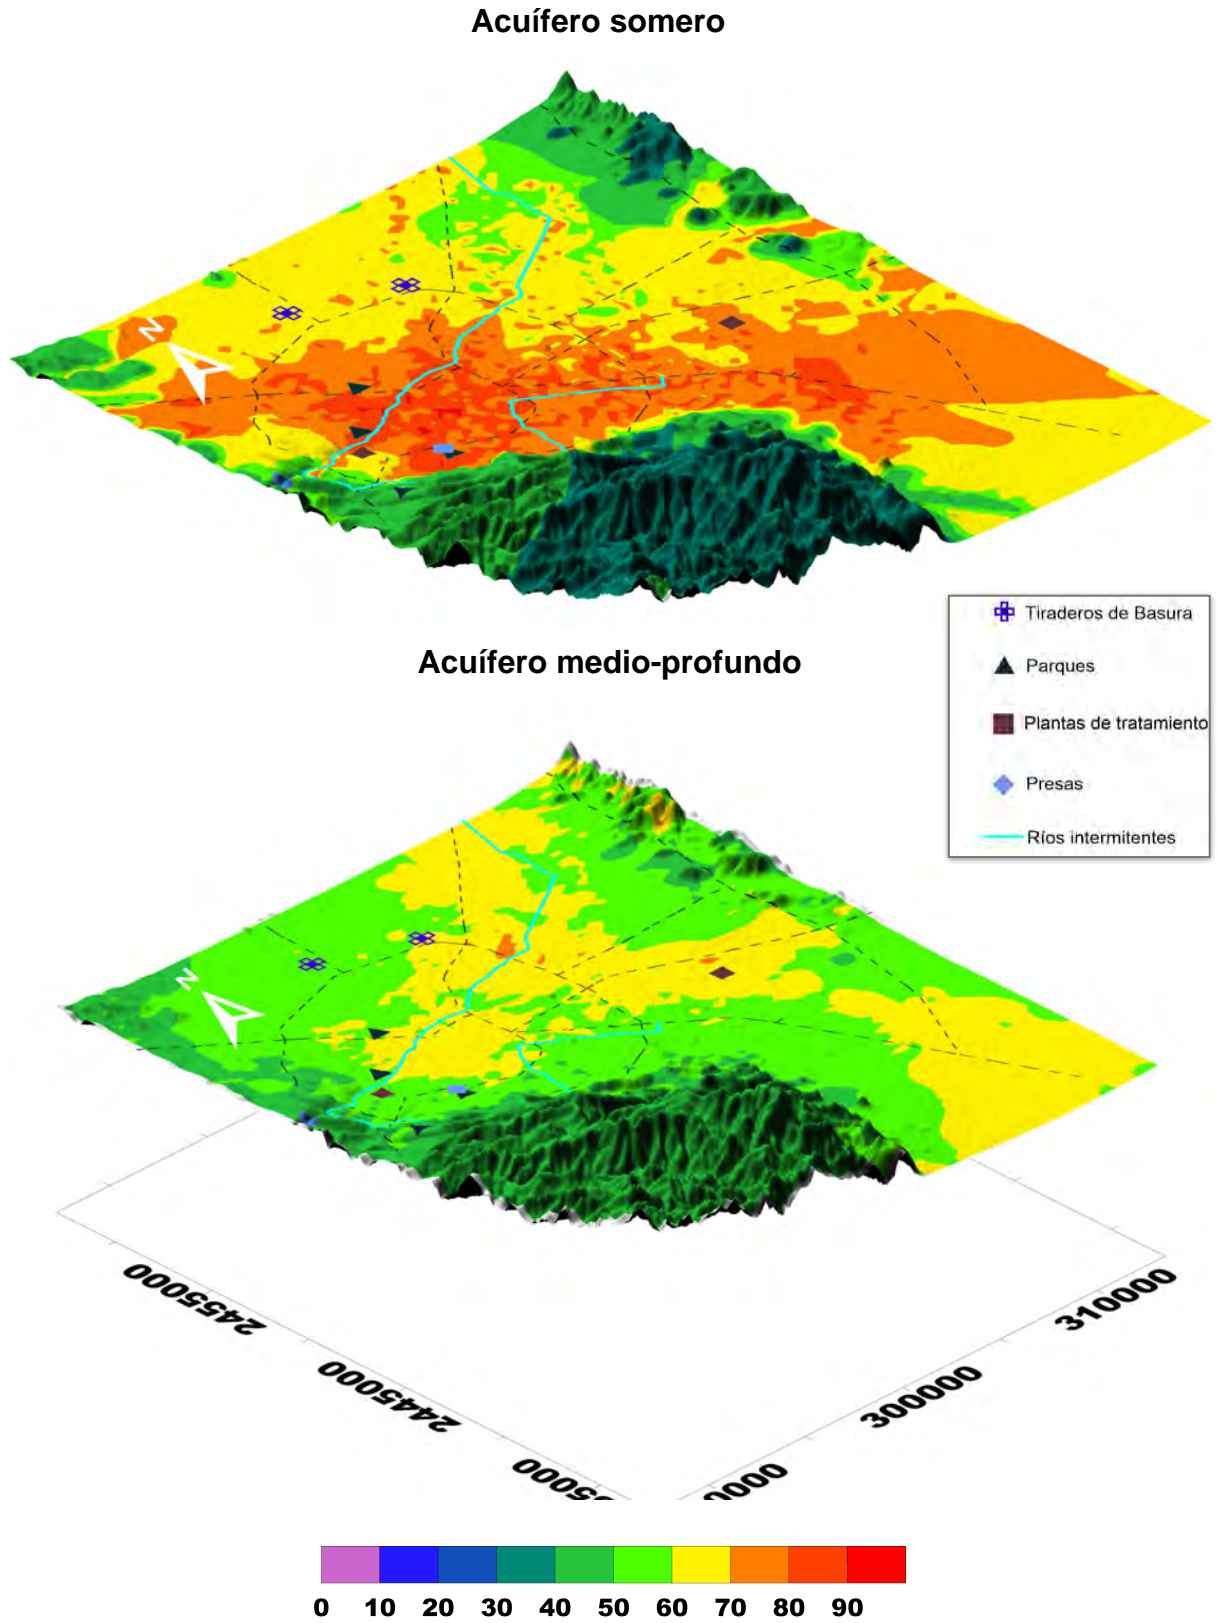 Acuífero somero
N
Tiraderos de Basura
Parques
Plantas de tratamiento
Presas
Ríos intermitentes
Acuífero medio-profundo
N
2455000
2445000
310000
300000
0 10 20 30 40 50 60 70 80 90